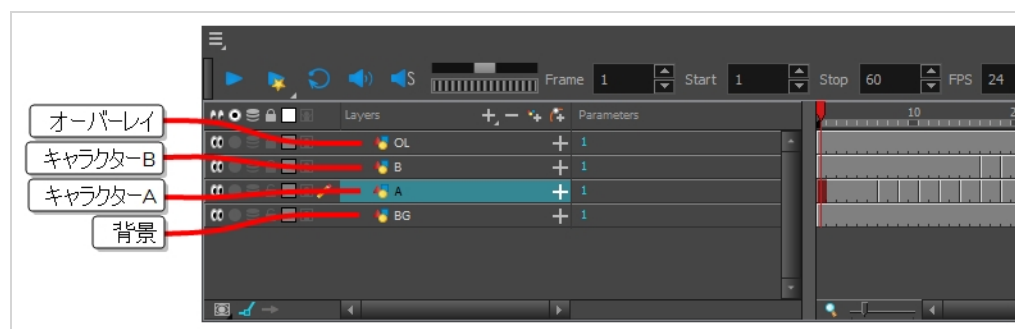 Frame 1 Start 1 Stop 60 FPS 24
Layers Parameters
10 2
オーバーレイ
OL 1
キャラクターB
B 1
キャラクターA
A 1
背景
BG 1
S